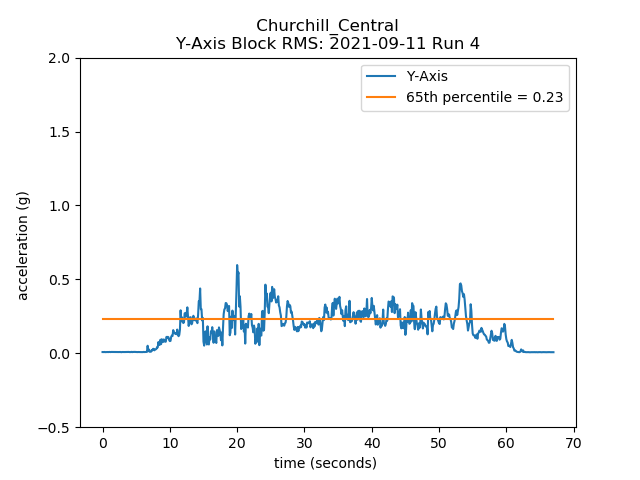 Churchill_Central
Y-Axis Block RMS: 2021-09-11 Run 4
2.0
1.5
1.0
0.5
0.0
−0.5
acceleration (g)
Y-Axis
65th percentile = 0.23
0 10 20 30 40 50 60 70
time (seconds)